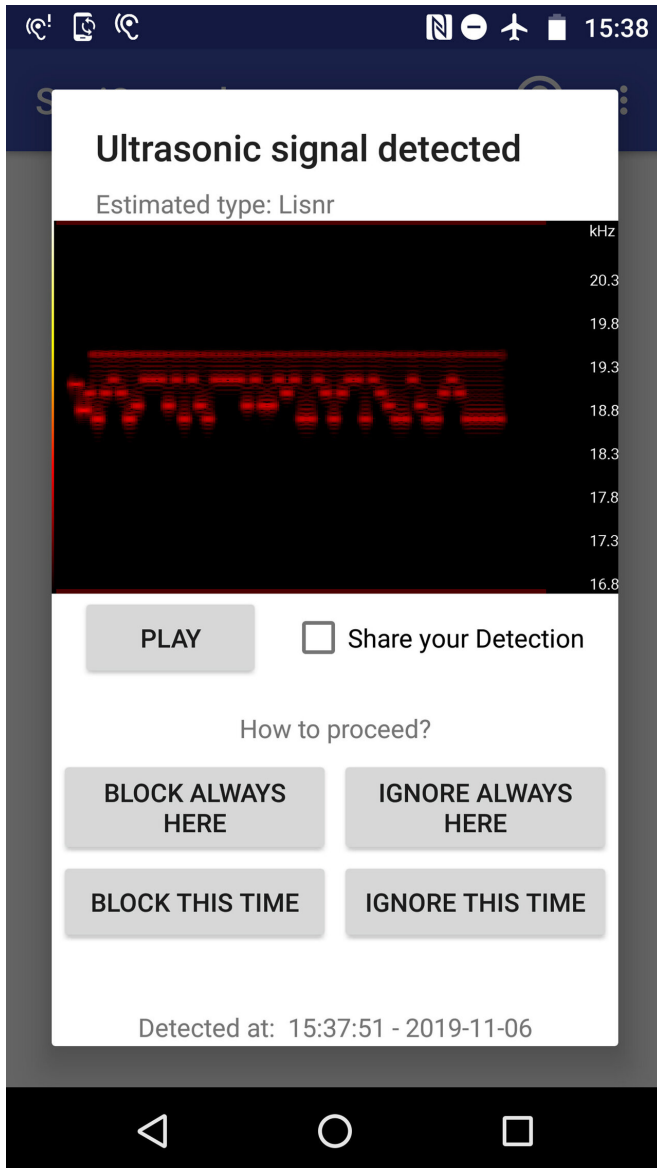 15:38
Ultrasonic signal detected
Estimated type: Lisnr
kHz
20.3
19.8
19.3
18.8
18.3
17.8
17.3
16.8
PLAY
Share your Detection
How to proceed?
BLOCK ALWAYS HERE
IGNORE ALWAYS HERE
BLOCK THIS TIME
IGNORE THIS TIME
Detected at: 15:37:51 - 2019-11-06